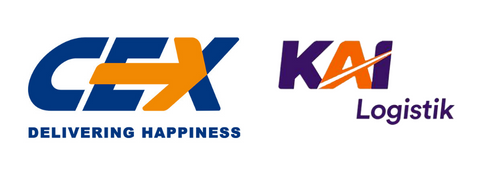 CEX
DELIVERING HAPPINESS
KAI
Logistik